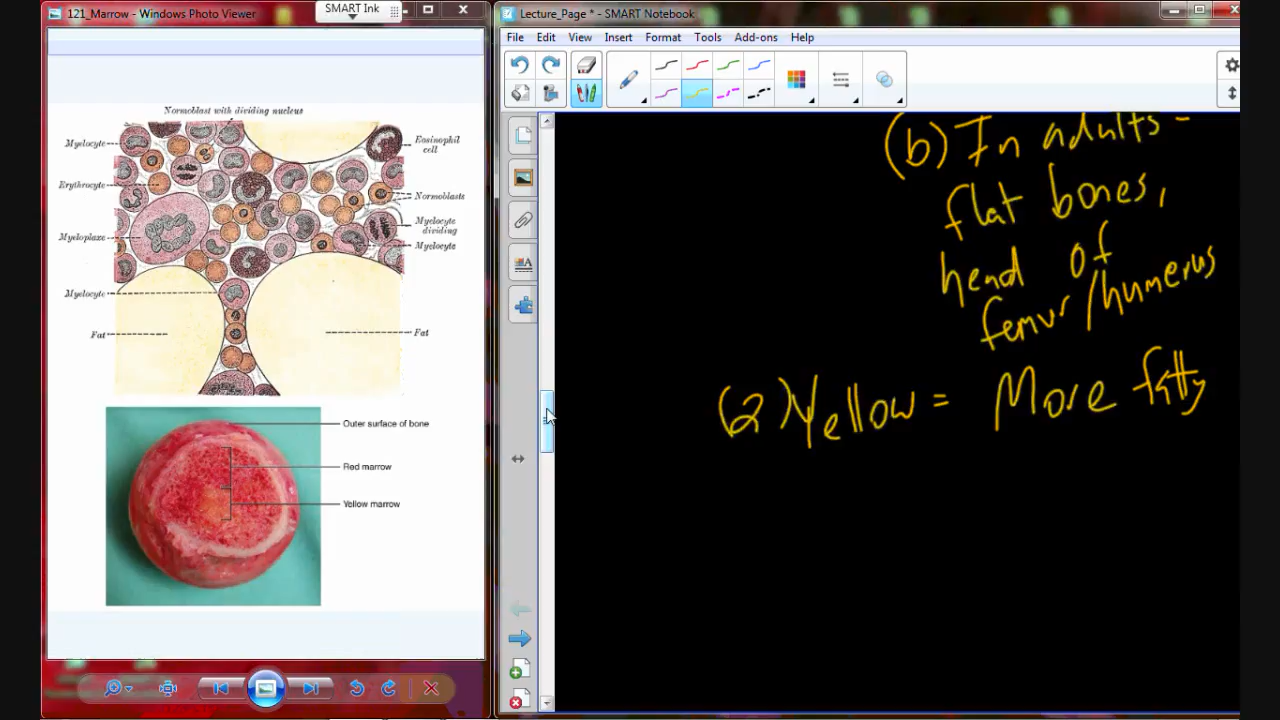 121_Marrow - Windows Photo Viewer
SMART Ink
Normoblast with dividing nucleus
Myelocyte
Eosinophil
cell
Erythrocyte
Normoblasts
Myeloplaxe
Myelocyte
dividing
Myelocyte
Myelocyte
Fat
Fat
Outer surface of bone
Red marrow
Yellow marrow
Lecture_Page * - SMART Notebook
File Edit View Insert Format Tools Add-ons Help
(b) In adults -
flat bones,
head of
femur/humerus
(2) Yellow = More fatty